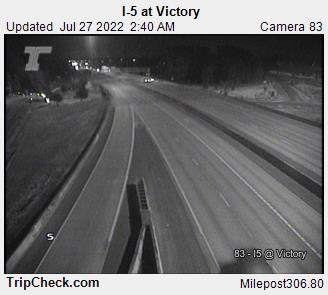 I-5 at Victory
Updated Jul 27 2022 2:40 AM Camera 83
T
S
83 - I5 @ Victory
TripCheck.com Milepost306.80